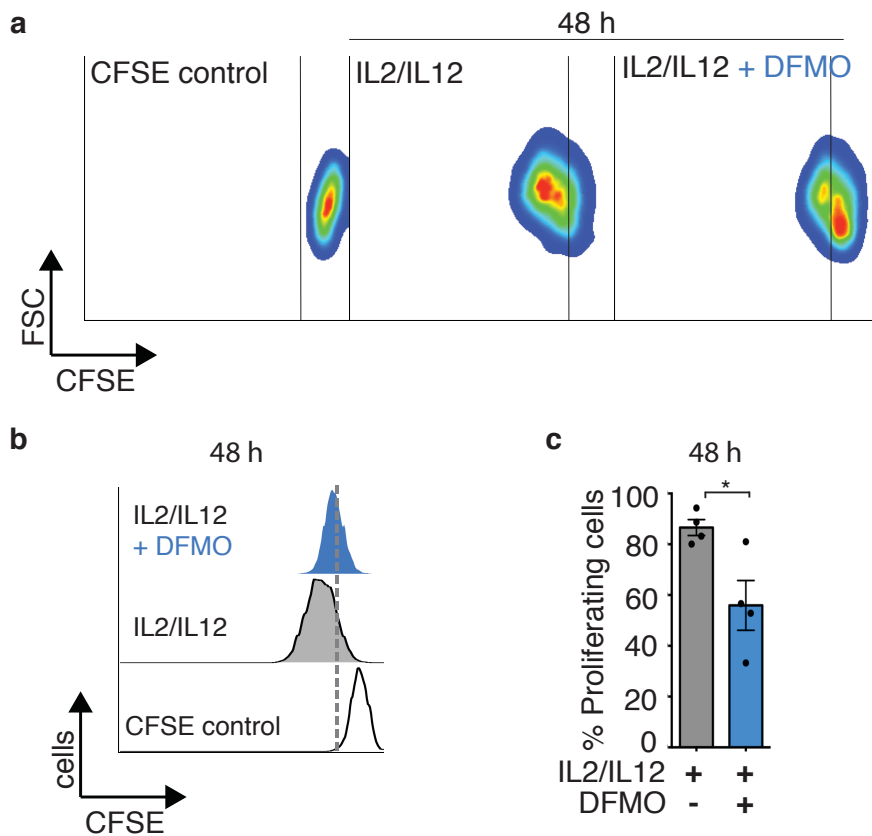 a
48 h
CFSE control
IL2/IL12
IL2/IL12 + DFMO
FSC
CFSE
b
48 h
IL2/IL12
+ DFMO
IL2/IL12
CFSE control
cells
CFSE
c
48 h
*
% Proliferating cells
100
80
60
40
20
0
IL2/IL12 + +
DFMO - +